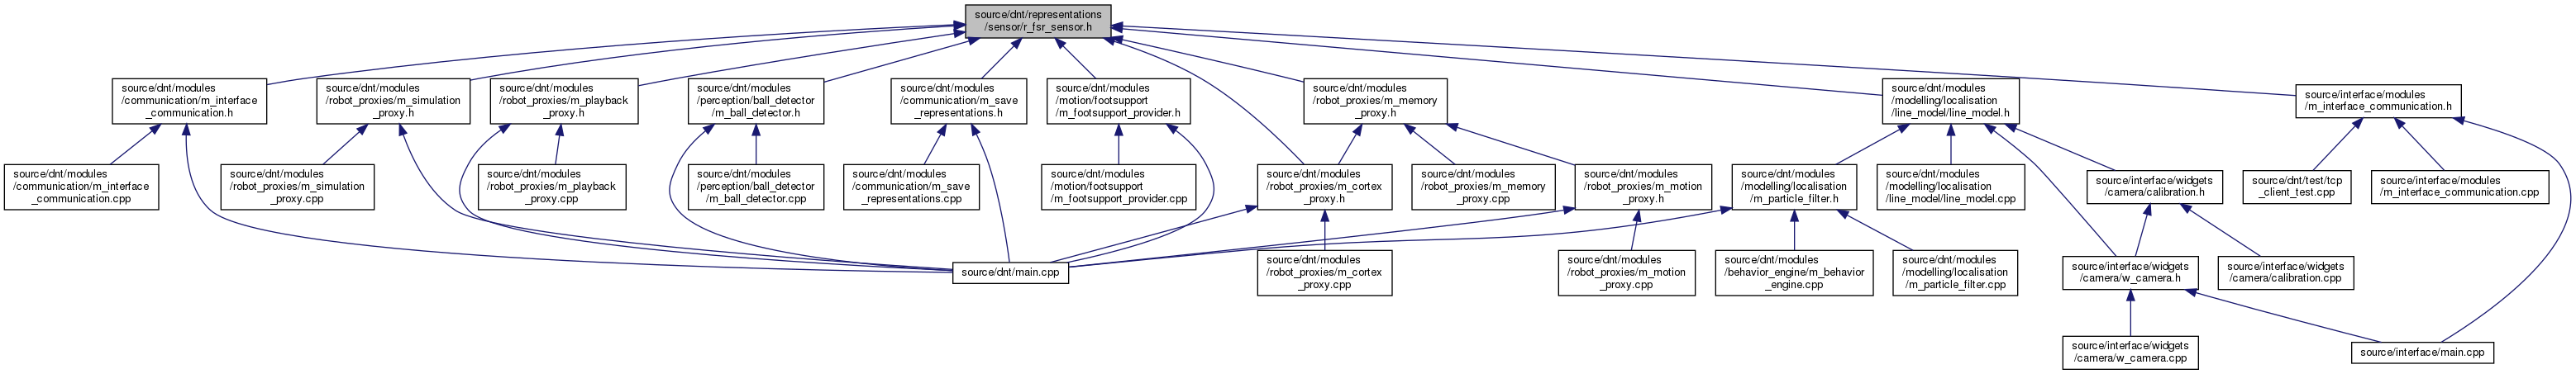 source/dnt/representations
/sensor/r_fsr_sensor.h
source/dnt/modules
/communication/m_interface
_communication.h
source/dnt/modules
/robot_proxies/m_simulation
_proxy.h
source/dnt/modules
/robot_proxies/m_playback
_proxy.h
source/dnt/modules
/perception/ball_detector
/m_ball_detector.h
source/dnt/modules
/communication/m_save
_representations.h
source/dnt/modules
/motion/footsupport
/m_footsupport_provider.h
source/dnt/modules
/robot_proxies/m_memory
_proxy.h
source/dnt/modules
/modelling/localisation
/line_model/line_model.h
source/interface/modules
/m_interface_communication.h
source/dnt/modules
/communication/m_interface
_communication.cpp
source/dnt/modules
/robot_proxies/m_simulation
_proxy.cpp
source/dnt/modules
/robot_proxies/m_playback
_proxy.cpp
source/dnt/modules
/perception/ball_detector
/m_ball_detector.cpp
source/dnt/modules
/communication/m_save
_representations.cpp
source/dnt/modules
/motion/footsupport
/m_footsupport_provider.cpp
source/dnt/modules
/robot_proxies/m_cortex
_proxy.h
source/dnt/modules
/robot_proxies/m_memory
_proxy.cpp
source/dnt/modules
/robot_proxies/m_motion
_proxy.h
source/dnt/modules
/modelling/localisation
/m_particle_filter.h
source/dnt/modules
/modelling/localisation
/line_model/line_model.cpp
source/interface/widgets
/camera/calibration.h
source/dnt/test/tcp
_client_test.cpp
source/interface/modules
/m_interface_communication.cpp
source/dnt/main.cpp
source/dnt/modules
/robot_proxies/m_cortex
_proxy.cpp
source/dnt/modules
/robot_proxies/m_motion
_proxy.cpp
source/dnt/modules
/behavior_engine/m_behavior
_engine.cpp
source/dnt/modules
/modelling/localisation
/m_particle_filter.cpp
source/interface/widgets
/camera/w_camera.h
source/interface/widgets
/camera/calibration.cpp
source/interface/widgets
/camera/w_camera.cpp
source/interface/main.cpp